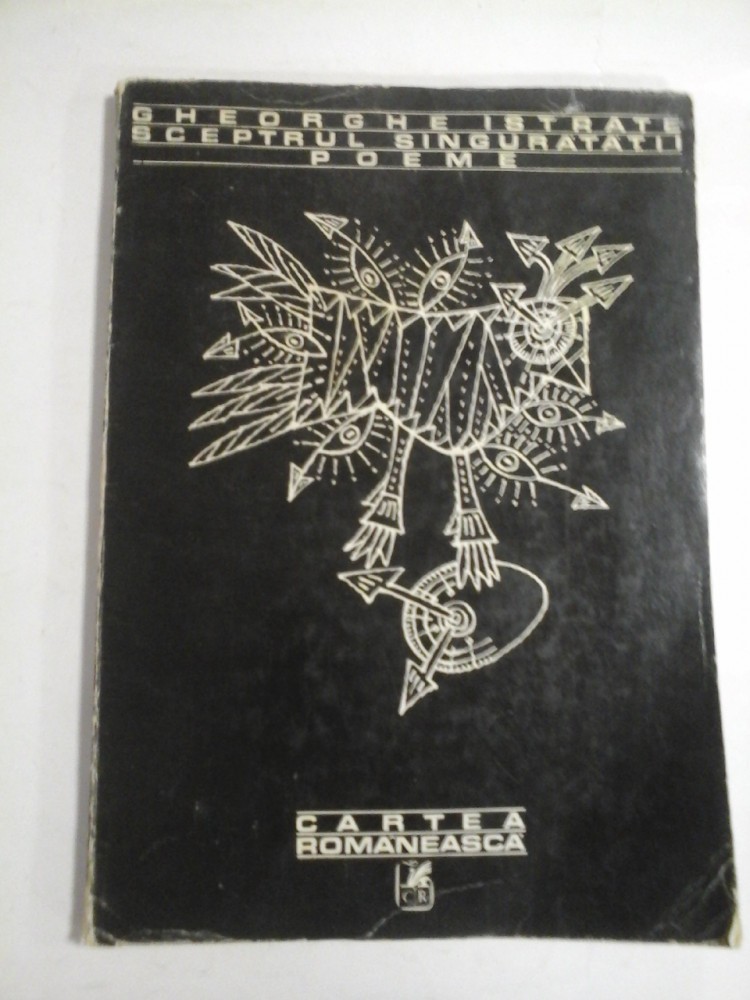 GHEORGHE ISTRATE
SCEPTRUL SINGURATATII
POEME
CARTEA
ROMANEASCA
CR